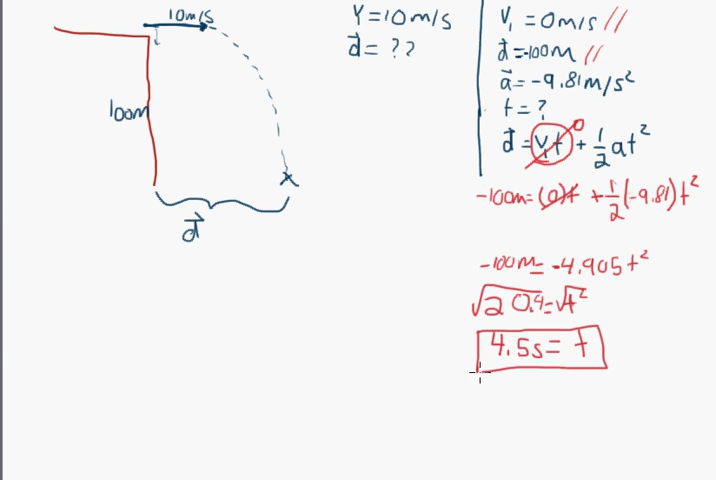 10m/s
100m
d
V=10m/s
d = ??
V₁ = 0m/s //
d = -100m //
a = -9.81m/s²
t = ?
d = v₁t + ½at²
0
-100m = (0)t + ½(-9.81)t²
-100m = -4.905t²
√20.4 = √t²
4.5s = t